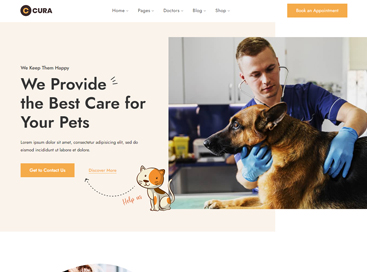 C CURA
Home Pages Doctors Blog Shop
Book an Appointment
We Keep Them Happy
We Provide
the Best Care for
Your Pets
Lorem ipsum dolor sit amet, consectetur adipiscing elit, sed do
eiamod incididunt ut labore et dolore.
Get to Contact Us
Discover More
Help us